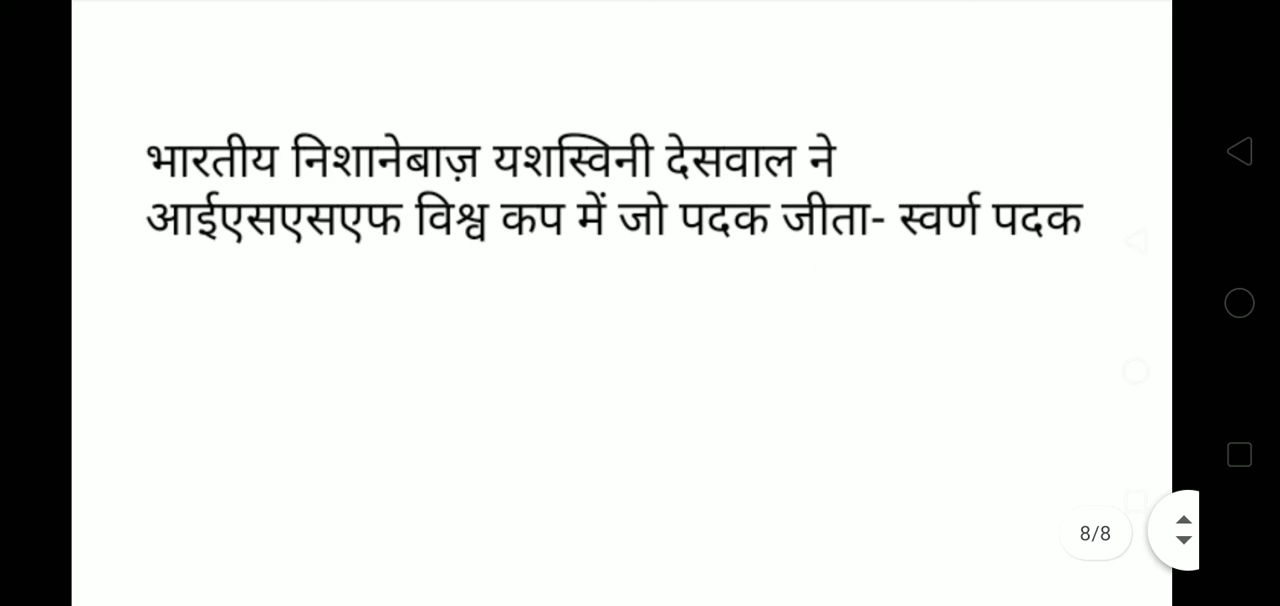 भारतीय निशानेबाज़ यशस्विनी देसवाल ने
आईएसएसएफ विश्व कप में जो पदक जीता- स्वर्ण पदक
8/8